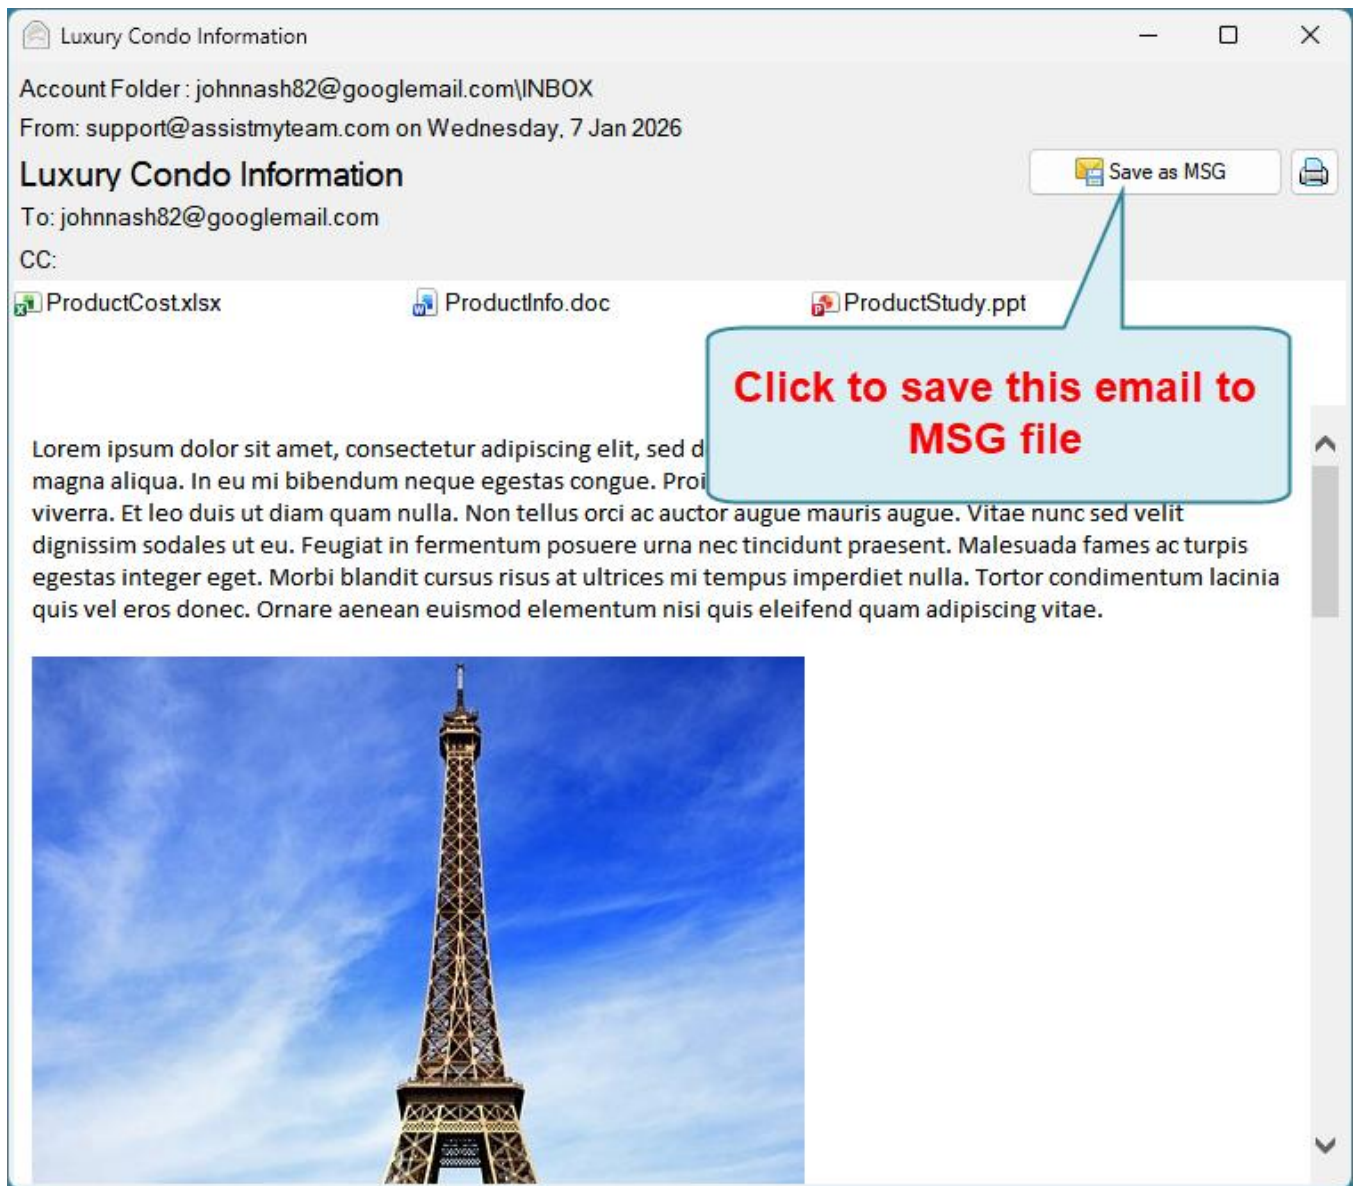 Luxury Condo Information
Account Folder : johnnash82@googlemail.com\INBOX
From: support@assistmyteam.com on Wednesday, 7 Jan 2026
Luxury Condo Information
Save as MSG
To: johnnash82@googlemail.com
CC:
ProductCost.xlsx
ProductInfo.doc
ProductStudy.ppt
Click to save this email to
MSG file
Lorem ipsum dolor sit amet, consectetur adipiscing elit, sed
magna aliqua. In eu mi bibendum neque egestas congue.
viverra. Et leo duis ut diam quam nulla. Non tellus orci ac auctor augue mauris augue. Vitae nunc sed velit
dignissim sodales ut eu. Feugiat in fermentum posuere urna nec tincidunt praesent. Malesuada fames ac turpis
egestas integer eget. Morbi blandit cursus risus at ultrices mi tempus imperdiet nulla. Tortor condimentum lacinia
quis vel eros donec. Ornare aenean euismod elementum nisi quis eleifend quam adipiscing vitae.